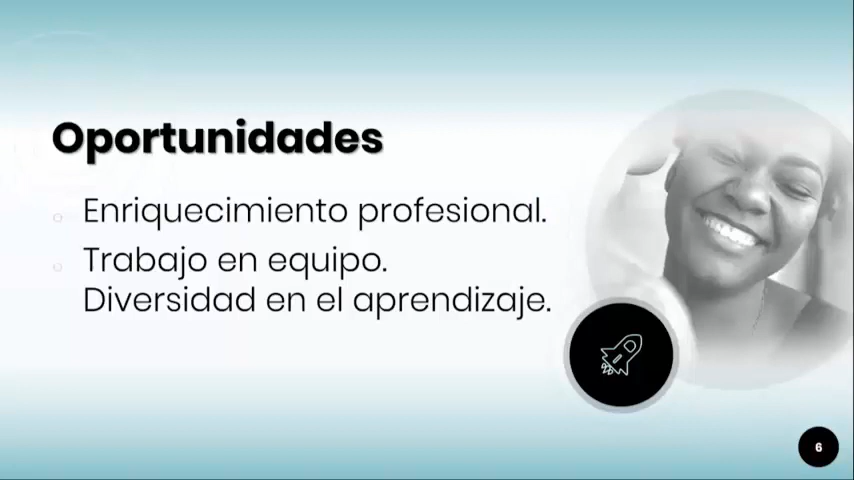 Oportunidades
Enriquecimiento profesional.
Trabajo en equipo.
Diversidad en el aprendizaje.
6